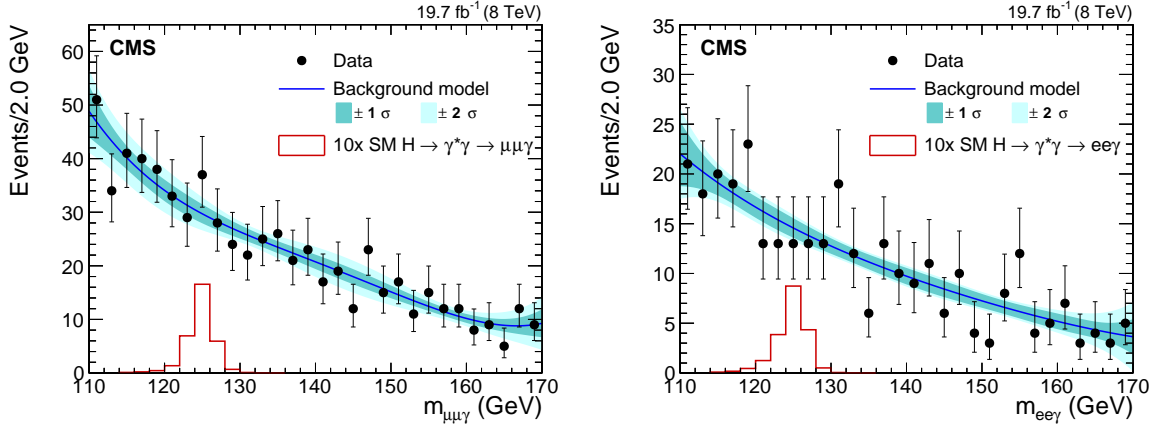 19.7 fb⁻¹ (8 TeV)
CMS
Data
Background model
± 1 σ
± 2 σ
10x SM H → γ*γ → μμγ
Events/2.0 GeV
60
50
40
30
20
10
0
110 120 130 140 150 160 170
m_μμγ (GeV)
19.7 fb⁻¹ (8 TeV)
CMS
Data
Background model
± 1 σ
± 2 σ
10x SM H → γ*γ → eeγ
Events/2.0 GeV
35
30
25
20
15
10
5
0
110 120 130 140 150 160 170
m_eeγ (GeV)